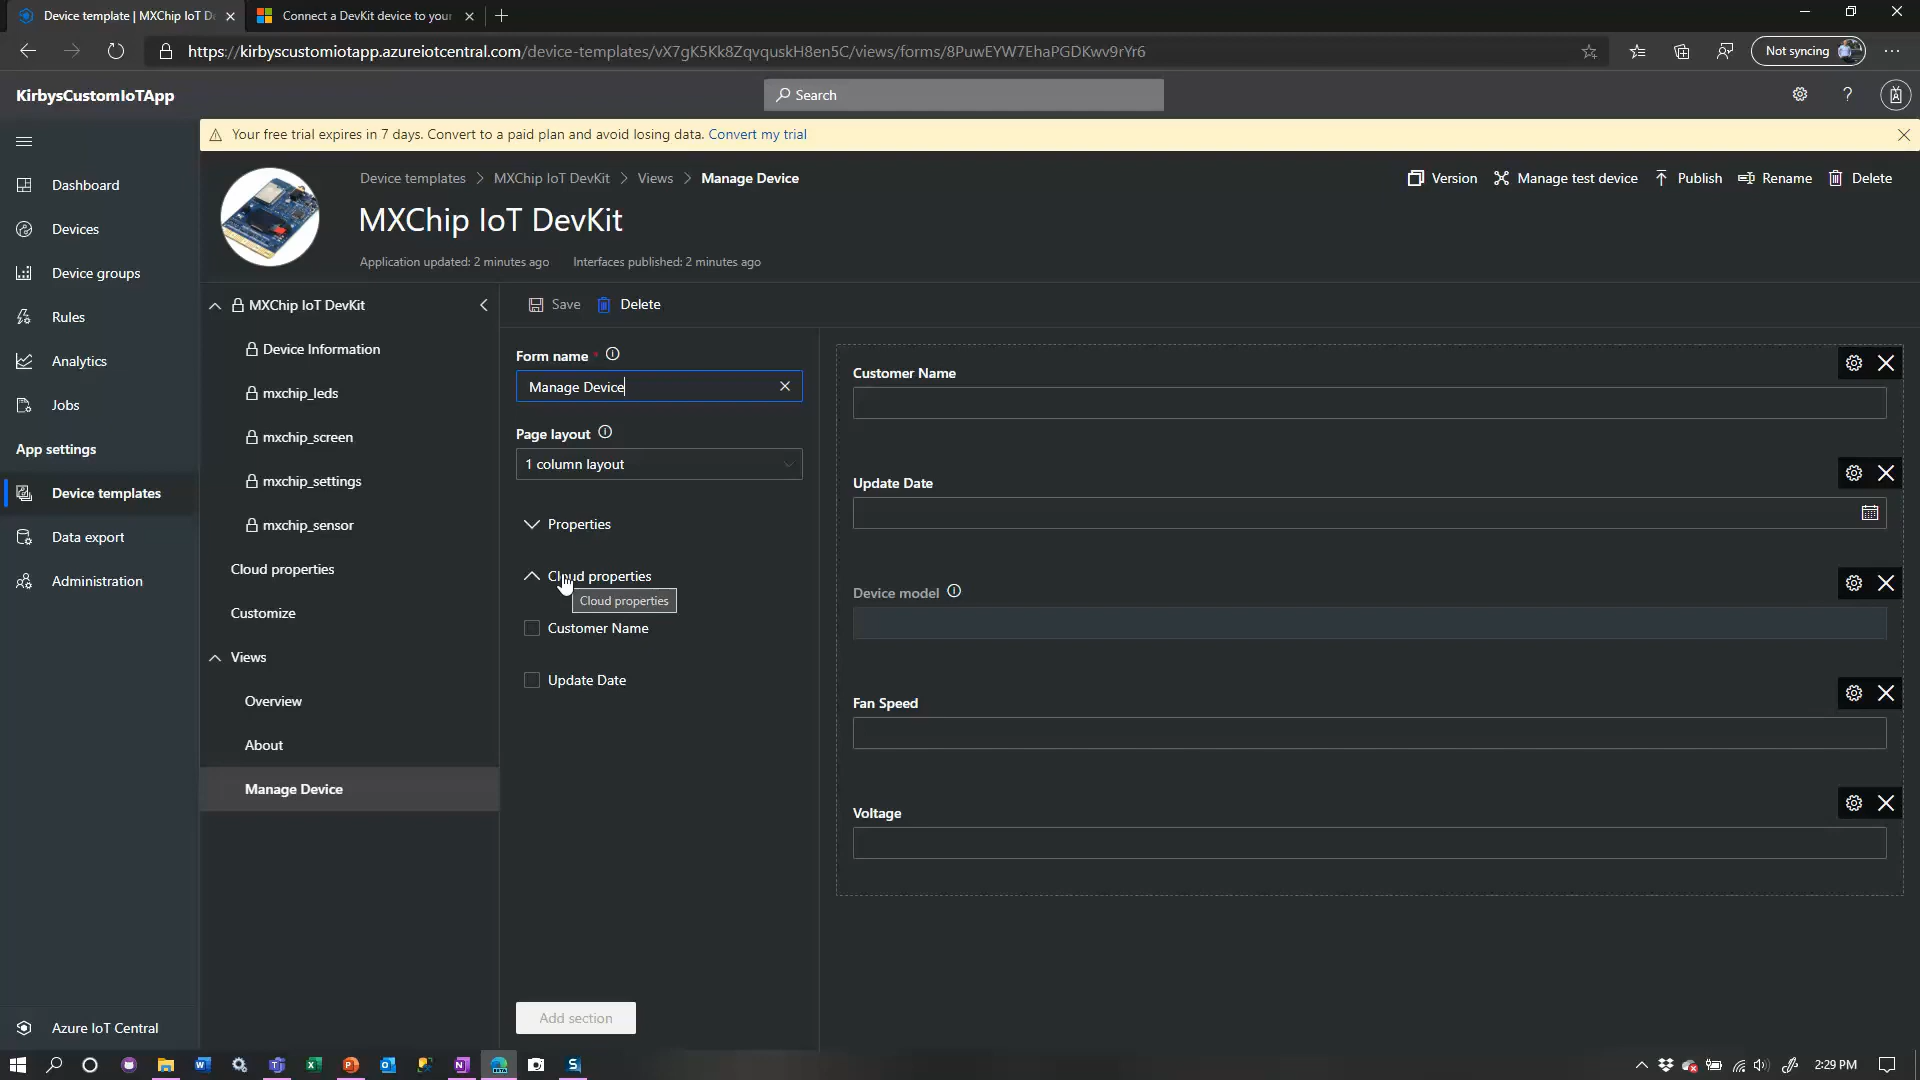 Device template | MXChip IoT D
Connect a DevKit device to your
https://kirbyscustomiotapp.azureiotcentral.com/device-templates/vX7gK5Kk8ZqvquskH8en5C/views/forms/8PuwEYW7EhaPGDKwv9rYr6
Not syncing
KirbysCustomIoTApp
Search
?
Your free trial expires in 7 days. Convert to a paid plan and avoid losing data. Convert my trial
Dashboard
Devices
Device groups
Rules
Analytics
Jobs
App settings
Device templates
Data export
Administration
Azure IoT Central
Device templates > MXChip IoT DevKit > Views > Manage Device
Version
Manage test device
Publish
Rename
Delete
MXChip IoT DevKit
Application updated: 2 minutes ago
Interfaces published: 2 minutes ago
MXChip IoT DevKit
Device Information
mxchip_leds
mxchip_screen
mxchip_settings
mxchip_sensor
Cloud properties
Customize
Views
Overview
About
Manage Device
Save
Delete
Form name *
Manage Device
Page layout
1 column layout
Properties
Cloud properties
Cloud properties
Customer Name
Update Date
Add section
Customer Name
Update Date
Device model
Fan Speed
Voltage
2:29 PM